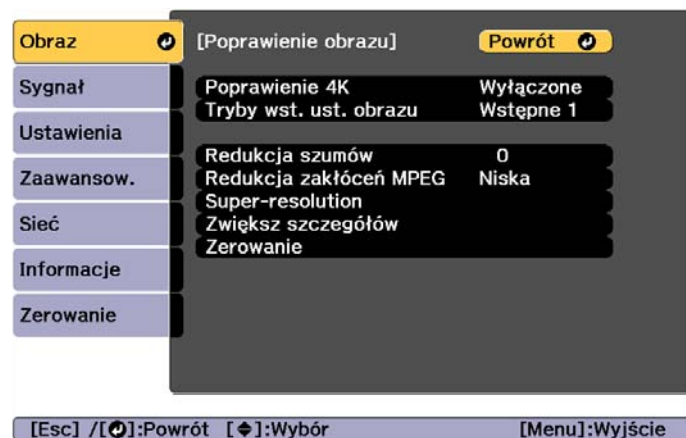 Obraz
Sygnał
Ustawienia
Zaawansow.
Sieć
Informacje
Zerowanie
[Poprawienie obrazu] Powrót
Poprawienie 4K Wyłączone
Tryby wst. ust. obrazu Wstępne 1
Redukcja szumów 0
Redukcja zakłóceń MPEG Niska
Super-resolution
Zwiększ szczegółów
Zerowanie
[Esc] /[↵]:Powrót [◆]:Wybór [Menu]:Wyjście